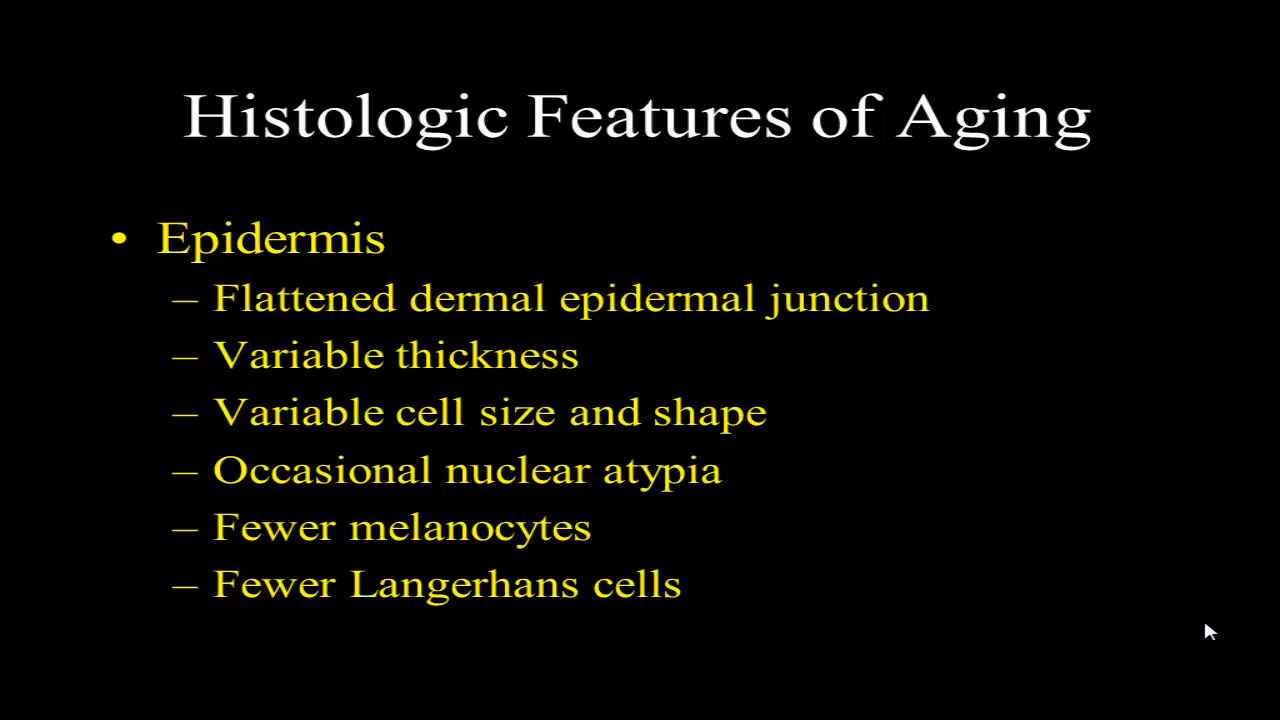 Histologic Features of Aging
• Epidermis
– Flattened dermal epidermal junction
– Variable thickness
– Variable cell size and shape
– Occasional nuclear atypia
– Fewer melanocytes
– Fewer Langerhans cells